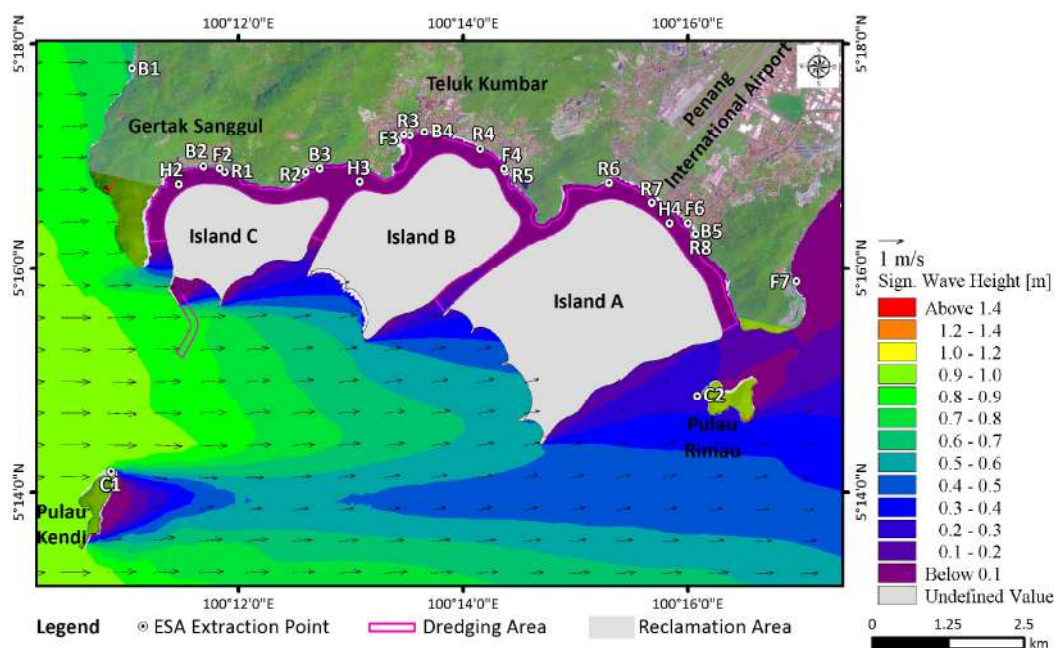 100°12'0"E 100°14'0"E 100°16'0"E
5°18'0"N 5°18'0"N
B1
Teluk Kumbar
Penang
International Airport
Gertak Sanggul
R3
F3 B4 R4
B2 F2 B3 F4
H2 R1 R2 H3 R5 R6
R7
H4 F6
B5
R8
Island C Island B
Island A
5°16'0"N 5°16'0"N
F7
C2
Pulau
Rimau
C1
5°14'0"N 5°14'0"N
Pulau
Kendi
100°12'0"E 100°14'0"E 100°16'0"E
1 m/s
Sign. Wave Height [m]
Above 1.4
1.2 - 1.4
1.0 - 1.2
0.9 - 1.0
0.8 - 0.9
0.7 - 0.8
0.6 - 0.7
0.5 - 0.6
0.4 - 0.5
0.3 - 0.4
0.2 - 0.3
0.1 - 0.2
Below 0.1
Undefined Value
Legend ESA Extraction Point Dredging Area Reclamation Area
0 1.25 2.5
km